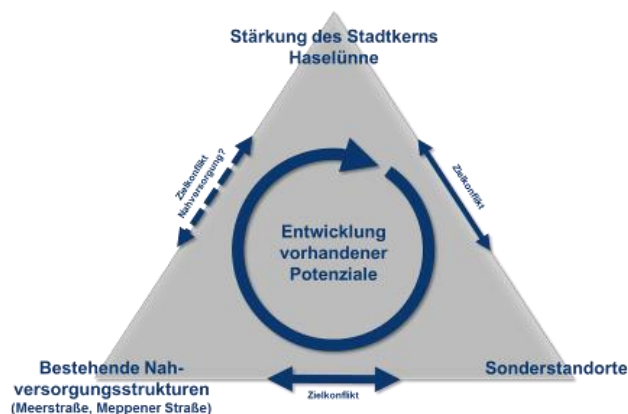 Stärkung des Stadtkerns
Haselünne
Zielkonflikt
Nahversorgung?
Zielkonflikt
Entwicklung
vorhandener
Potenziale
Bestehende Nah-
versorgungsstrukturen
(Meerstraße, Meppener Straße)
Zielkonflikt
Sonderstandorte